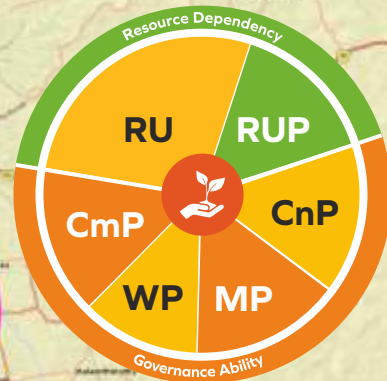 Resource Dependency
RU
RUP
CmP
CnP
WP
MP
Governance Ability